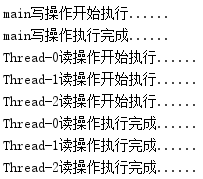 main写操作开始执行......
main写操作执行完成......
Thread-0读操作开始执行......
Thread-1读操作开始执行......
Thread-2读操作开始执行......
Thread-0读操作执行完成......
Thread-1读操作执行完成......
Thread-2读操作执行完成......